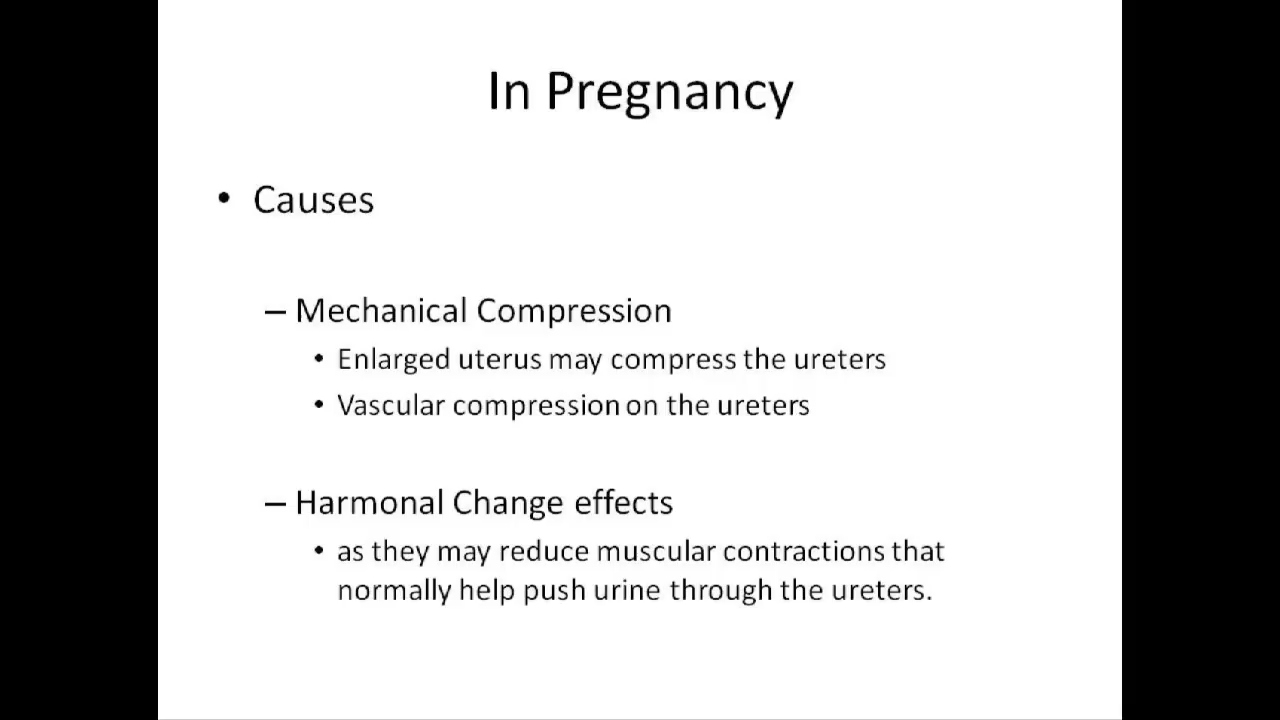 In Pregnancy
• Causes
– Mechanical Compression
• Enlarged uterus may compress the ureters
• Vascular compression on the ureters
– Harmonal Change effects
• as they may reduce muscular contractions that
normally help push urine through the ureters.